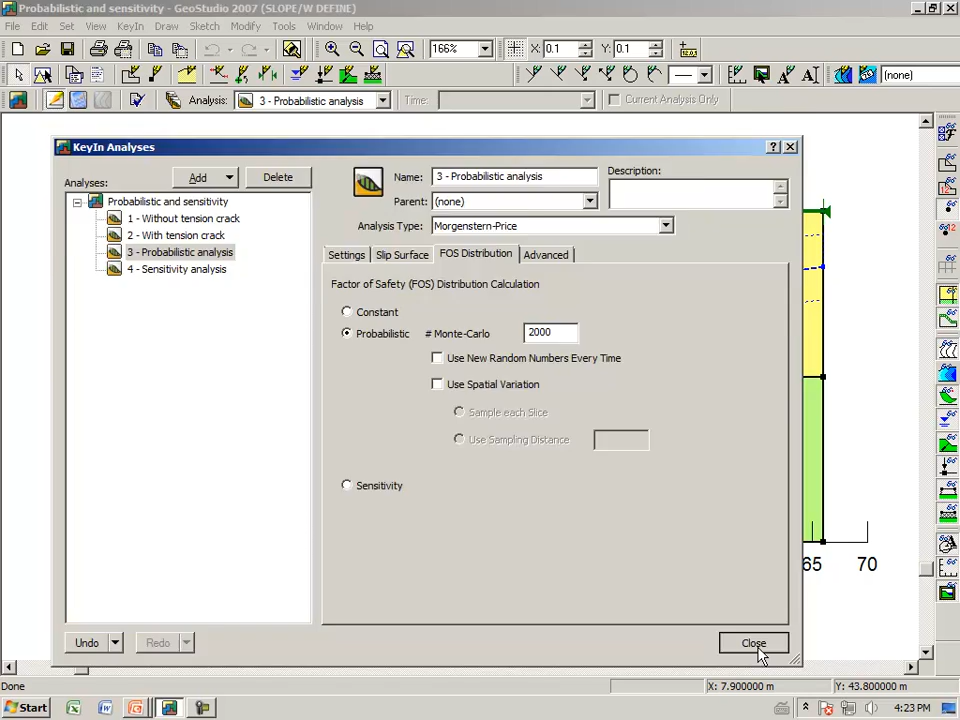 Probabilistic and sensitivity - GeoStudio 2007 (SLOPE/W DEFINE)
File Edit Set View KeyIn Draw Sketch Modify Tools Window Help
166% X: 0.1 Y: 0.1
(none)
Analysis: 3 - Probabilistic analysis Time: Current Analysis Only
KeyIn Analyses
Analyses: Add Delete
Probabilistic and sensitivity
1 - Without tension crack
2 - With tension crack
3 - Probabilistic analysis
4 - Sensitivity analysis
Name: 3 - Probabilistic analysis
Description:
Parent: (none)
Analysis Type: Morgenstern-Price
Settings Slip Surface FOS Distribution Advanced
Factor of Safety (FOS) Distribution Calculation
Constant
Probabilistic # Monte-Carlo 2000
Use New Random Numbers Every Time
Use Spatial Variation
Sample each Slice
Use Sampling Distance
Sensitivity
Undo Redo Close
65 70
Done X: 7.900000 m Y: 43.800000 m
Start 4:23 PM